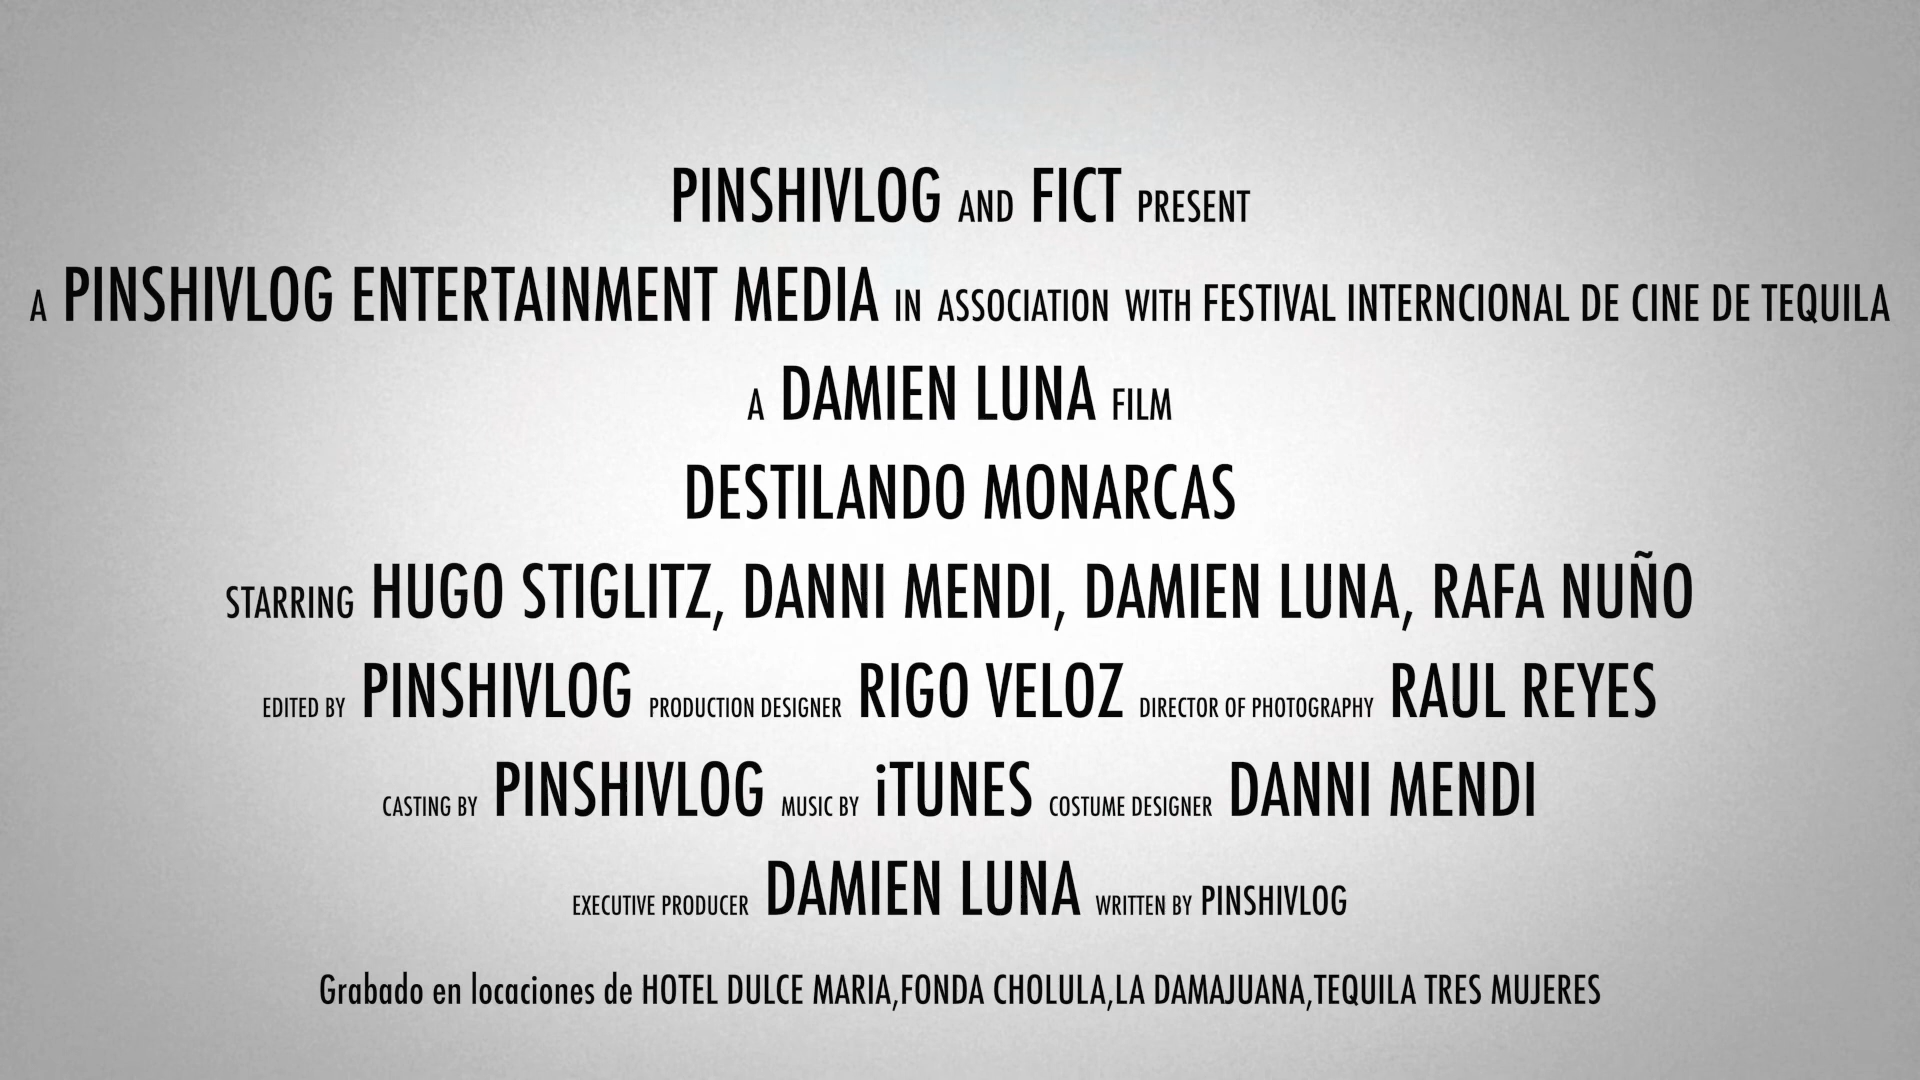 PINSHIVLOG AND FICT PRESENT
A PINSHIVLOG ENTERTAINMENT MEDIA IN ASSOCIATION WITH FESTIVAL INTERNCIONAL DE CINE DE TEQUILA
A DAMIEN LUNA FILM
DESTILANDO MONARCAS
STARRING HUGO STIGLITZ, DANNI MENDI, DAMIEN LUNA, RAFA NUÑO
EDITED BY PINSHIVLOG PRODUCTION DESIGNER RIGO VELOZ DIRECTOR OF PHOTOGRAPHY RAUL REYES
CASTING BY PINSHIVLOG MUSIC BY iTUNES COSTUME DESIGNER DANNI MENDI
EXECUTIVE PRODUCER DAMIEN LUNA WRITTEN BY PINSHIVLOG
Grabado en locaciones de HOTEL DULCE MARIA,FONDA CHOLULA,LA DAMAJUANA,TEQUILA TRES MUJERES